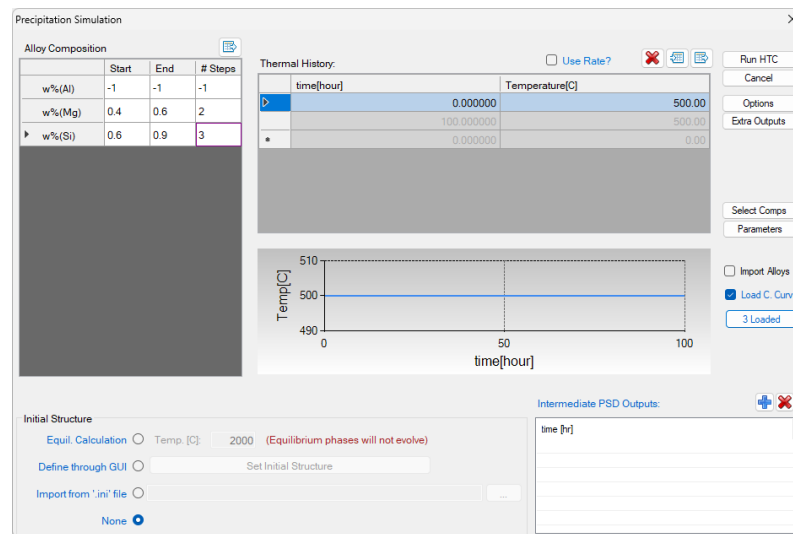 Precipitation Simulation
Alloy Composition
Start End # Steps
w%(Al) -1 -1 -1
w%(Mg) 0.4 0.6 2
w%(Si) 0.6 0.9 3
Thermal History:
Use Rate?
time[hour] Temperature[C]
0.000000 500.00
100.000000 500.00
0.000000 0.00
Run HTC
Cancel
Options
Extra Outputs
Select Comps
Parameters
Import Alloys
Load C. Curv
3 Loaded
Temp[C]
510
500
490
0 50 100
time[hour]
Initial Structure
Equil. Calculation Temp. [C]: 2000 (Equilibrium phases will not evolve)
Define through GUI Set Initial Structure
Import from '.ini' file ...
None
Intermediate PSD Outputs:
time [hr]